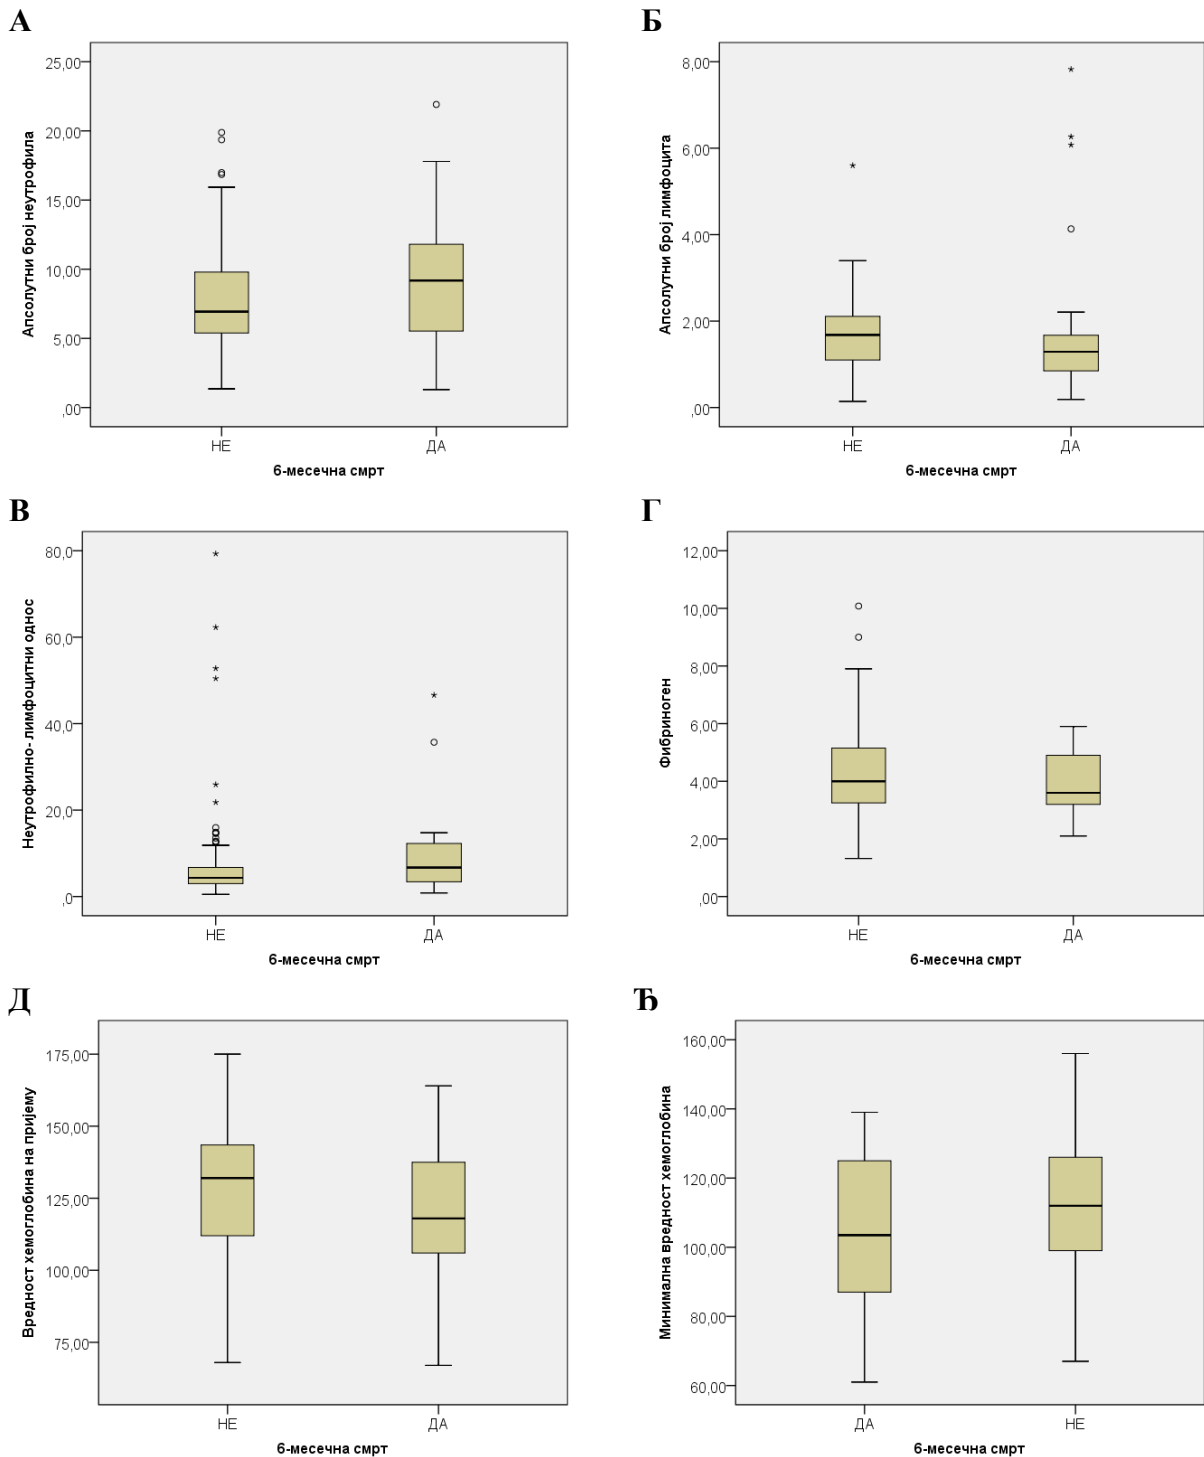 А
Апсолутни број неутрофила
25,00
20,00
15,00
10,00
5,00
,00
НЕ
ДА
6-месечна смрт
Б
Апсолутни број лимфоцита
8,00
6,00
4,00
2,00
,00
НЕ
ДА
6-месечна смрт
В
Неутрофилно- лимфоцитни однос
80,0
60,0
40,0
20,0
,0
НЕ
ДА
6-месечна смрт
Г
Фибриноген
12,00
10,00
8,00
6,00
4,00
2,00
,00
НЕ
ДА
6-месечна смрт
Д
Вредност хемоглобина на пријему
175,00
150,00
125,00
100,00
75,00
НЕ
ДА
6-месечна смрт
Ђ
Минимална вредност хемоглобина
160,00
140,00
120,00
100,00
80,00
60,00
ДА
НЕ
6-месечна смрт